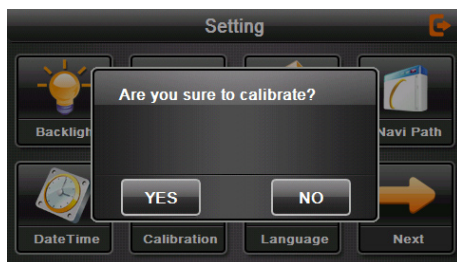 Setting
Are you sure to calibrate?
Backligh
Navi Path
YES
NO
DateTime
Calibration
Language
Next